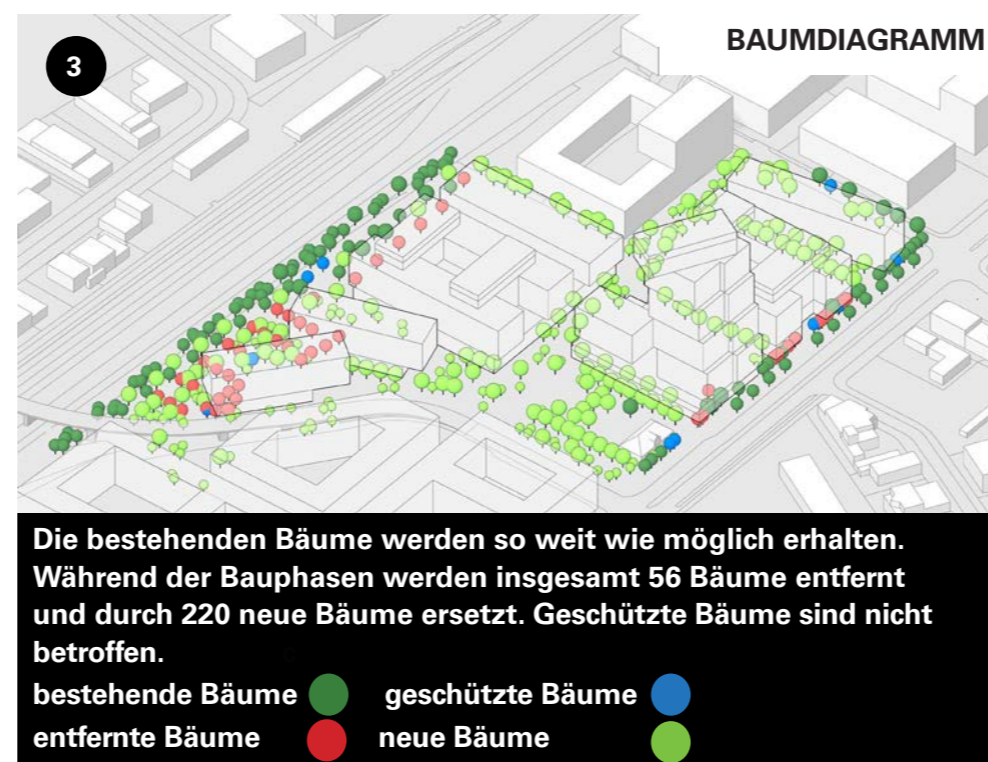 BAUMDIAGRAMM
3
Die bestehenden Bäume werden so weit wie möglich erhalten.
Während der Bauphasen werden insgesamt 56 Bäume entfernt
und durch 220 neue Bäume ersetzt. Geschützte Bäume sind nicht
betroffen.
bestehende Bäume geschützte Bäume
entfernte Bäume neue Bäume